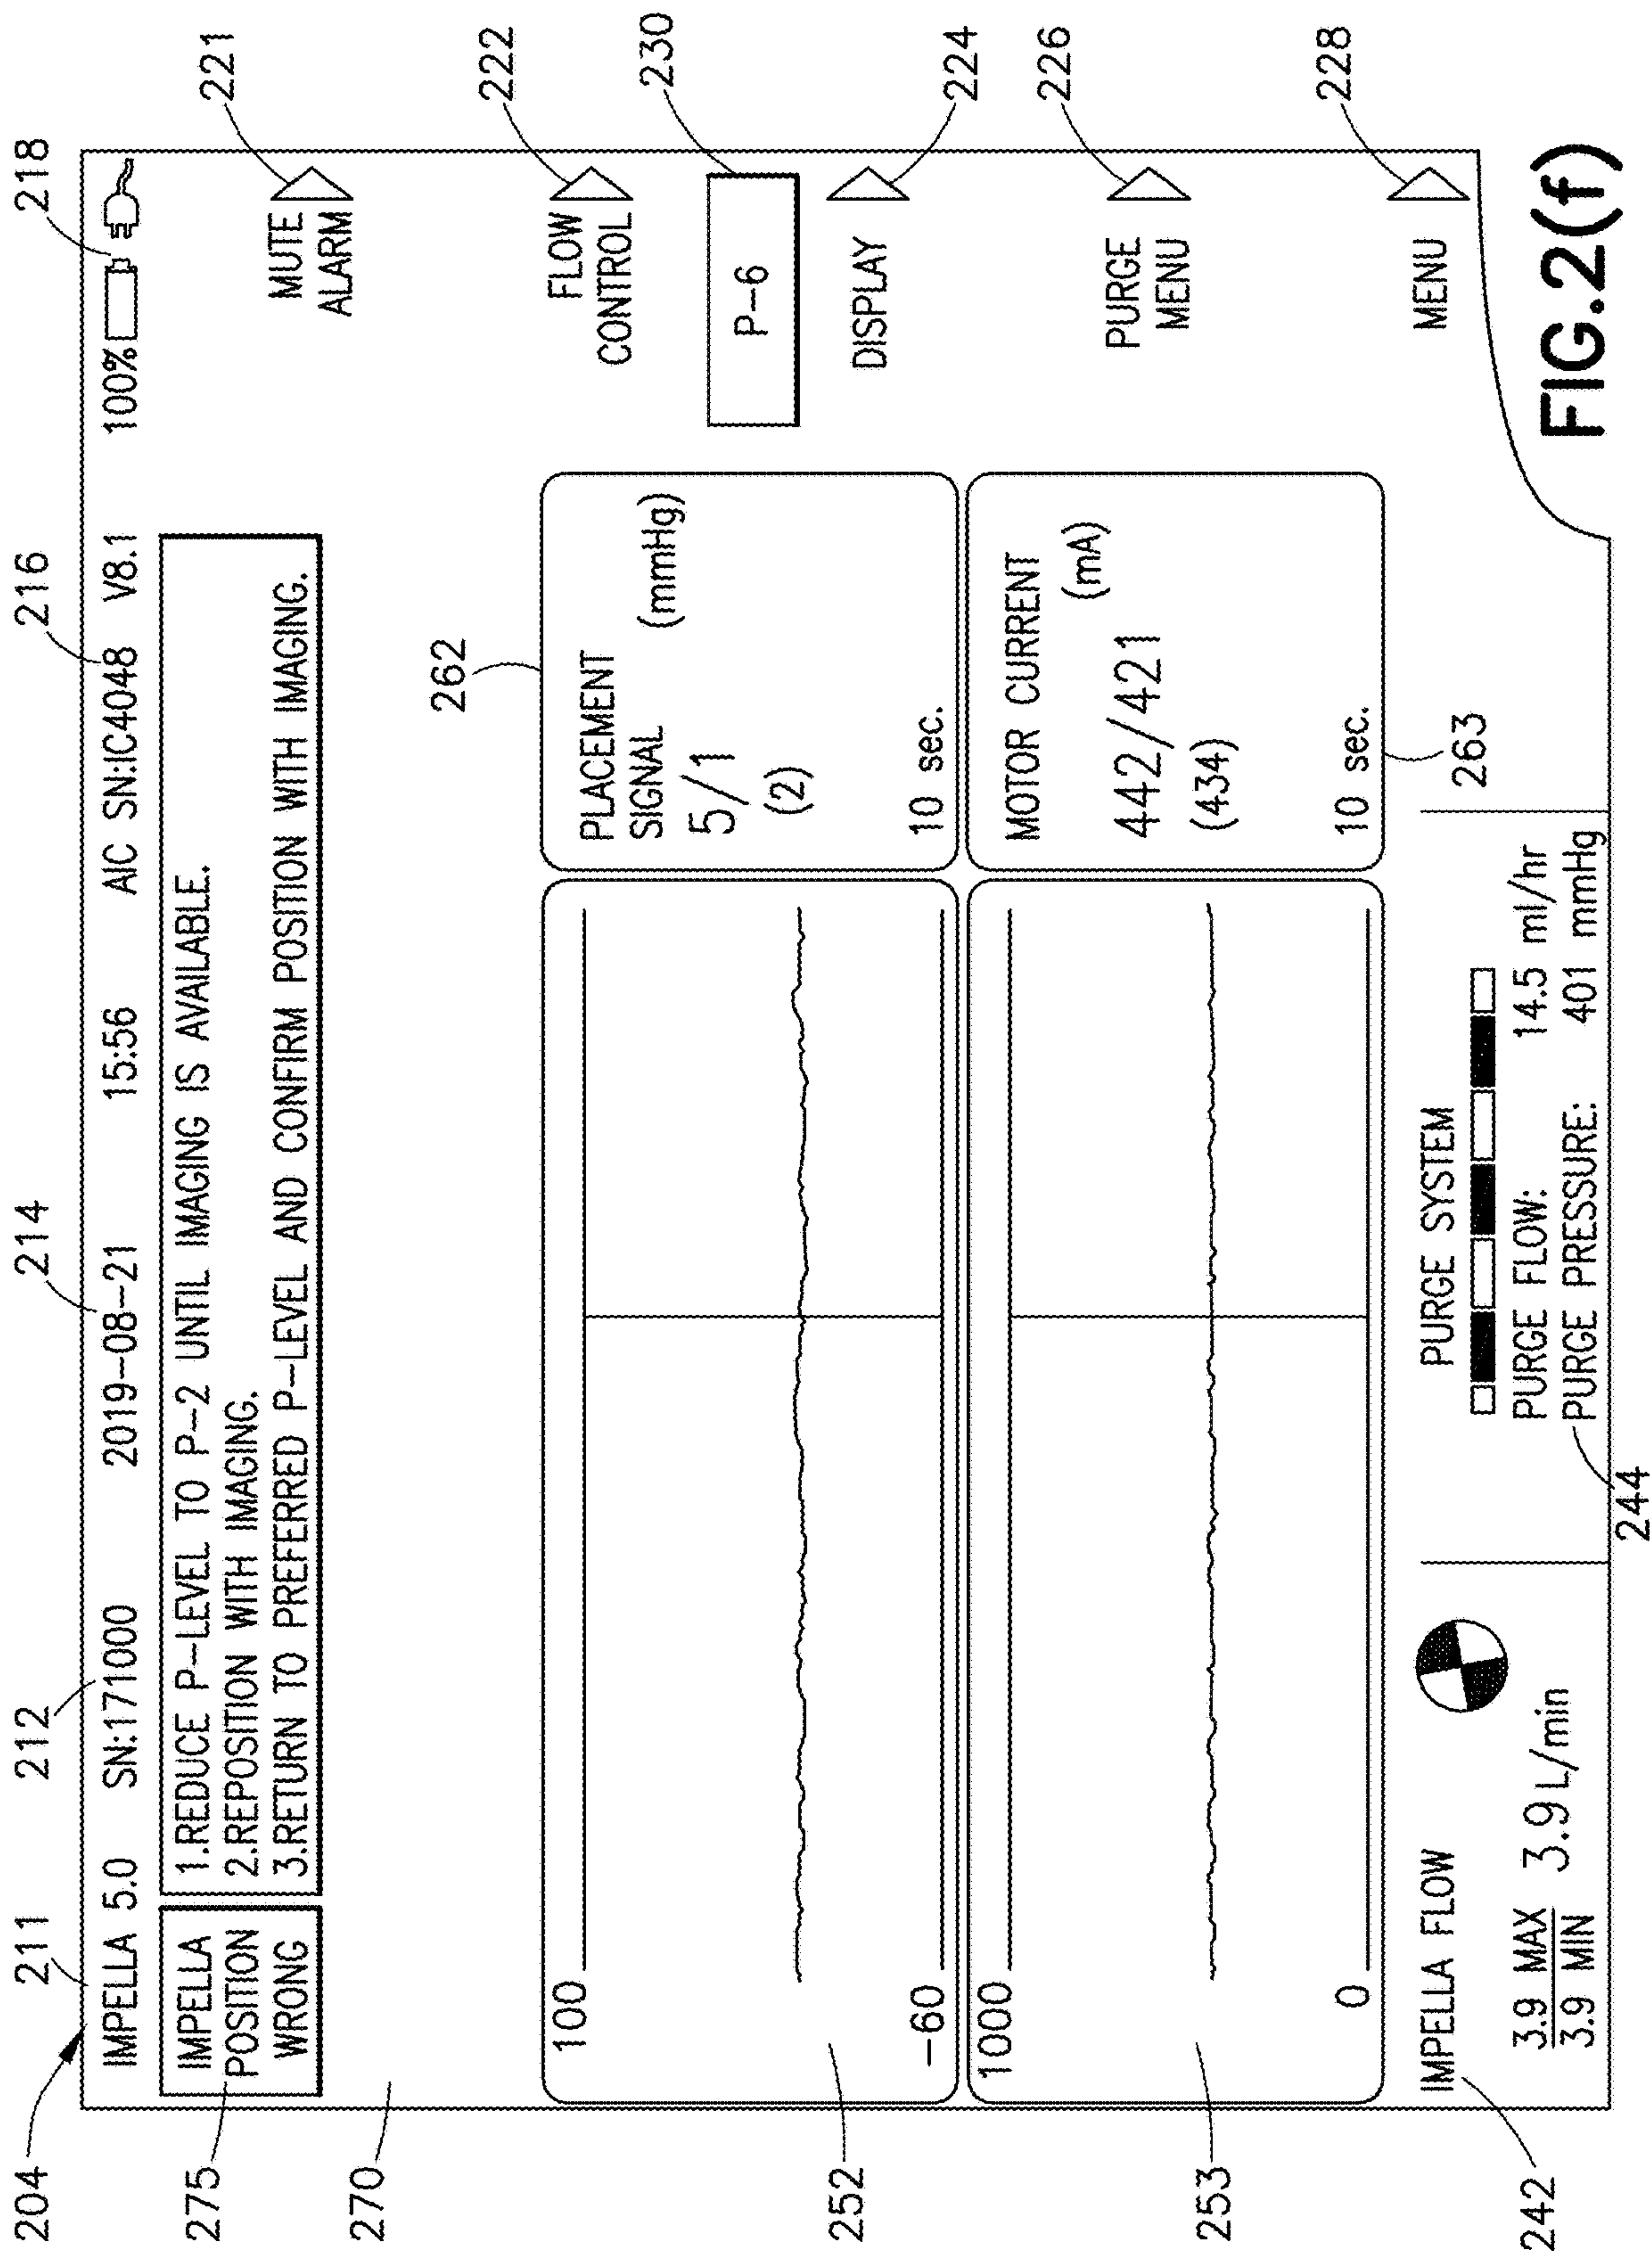 204
211
212
214
216
218
IMPELLA 5.0 SN:171000 2019-08-21 15:56 AIC SN:IC4048 V8.1 100%
275
IMPELLA
POSITION
WRONG
1.REDUCE P-LEVEL TO P-2 UNTIL IMAGING IS AVAILABLE.
2.REPOSITION WITH IMAGING.
3.RETURN TO PREFERRED P-LEVEL AND CONFIRM POSITION WITH IMAGING.
MUTE
ALARM
221
270
262
FLOW
CONTROL
222
100
-60
252
PLACEMENT
SIGNAL
(mmHg)
5/1
(2)
10 sec.
P-6
230
DISPLAY
224
1000
0
253
MOTOR CURRENT
(mA)
442/421
(434)
10 sec.
263
PURGE
MENU
226
MENU
228
IMPELLA FLOW
3.9 MAX
3.9 MIN
3.9 L/min
242
PURGE SYSTEM
PURGE FLOW: 14.5 ml/hr
PURGE PRESSURE: 401 mmHg
244
FIG.2(f)